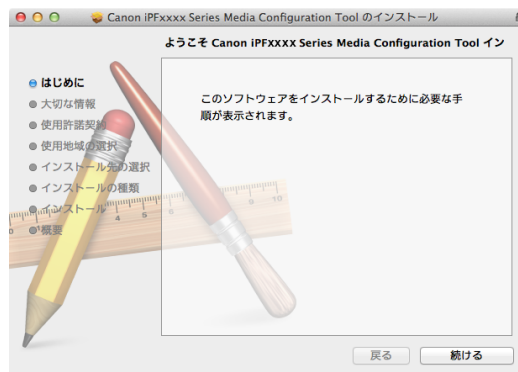 Canon iPFxxxx Series Media Configuration Tool のインストール
ようこそ Canon iPFXXXX Series Media Configuration Tool イン
はじめに
大切な情報
使用許諾契約
使用地域の選択
インストール先の選択
インストールの種類
インストール
概要
このソフトウェアをインストールするために必要な手
順が表示されます。
4 5 6 9 10
戻る
続ける